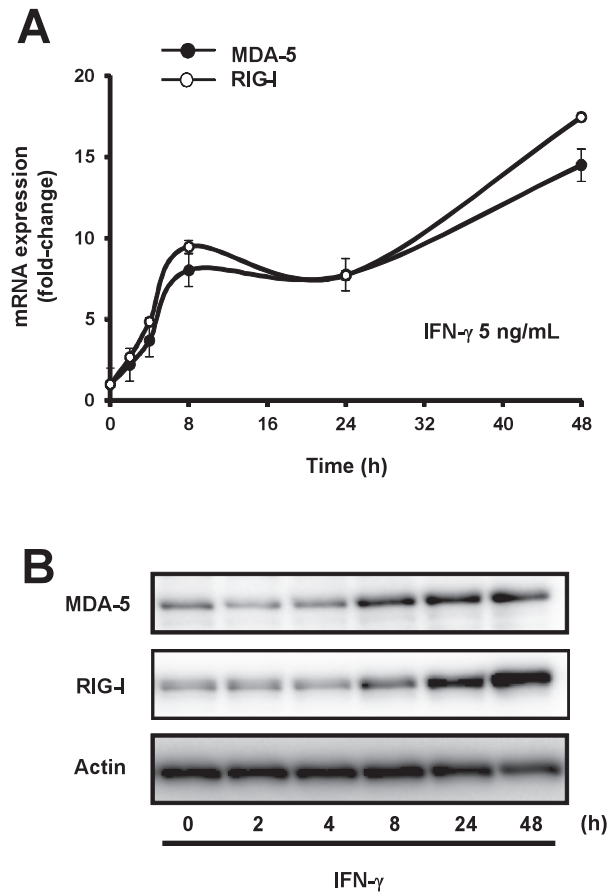 A
MDA-5
RIG-I
20
15
10
5
0
mRNA expression
(fold-change)
IFN-γ 5 ng/mL
0 8 16 24 32 40 48
Time (h)
B
MDA-5
RIG-I
Actin
0 2 4 8 24 48 (h)
IFN-γ